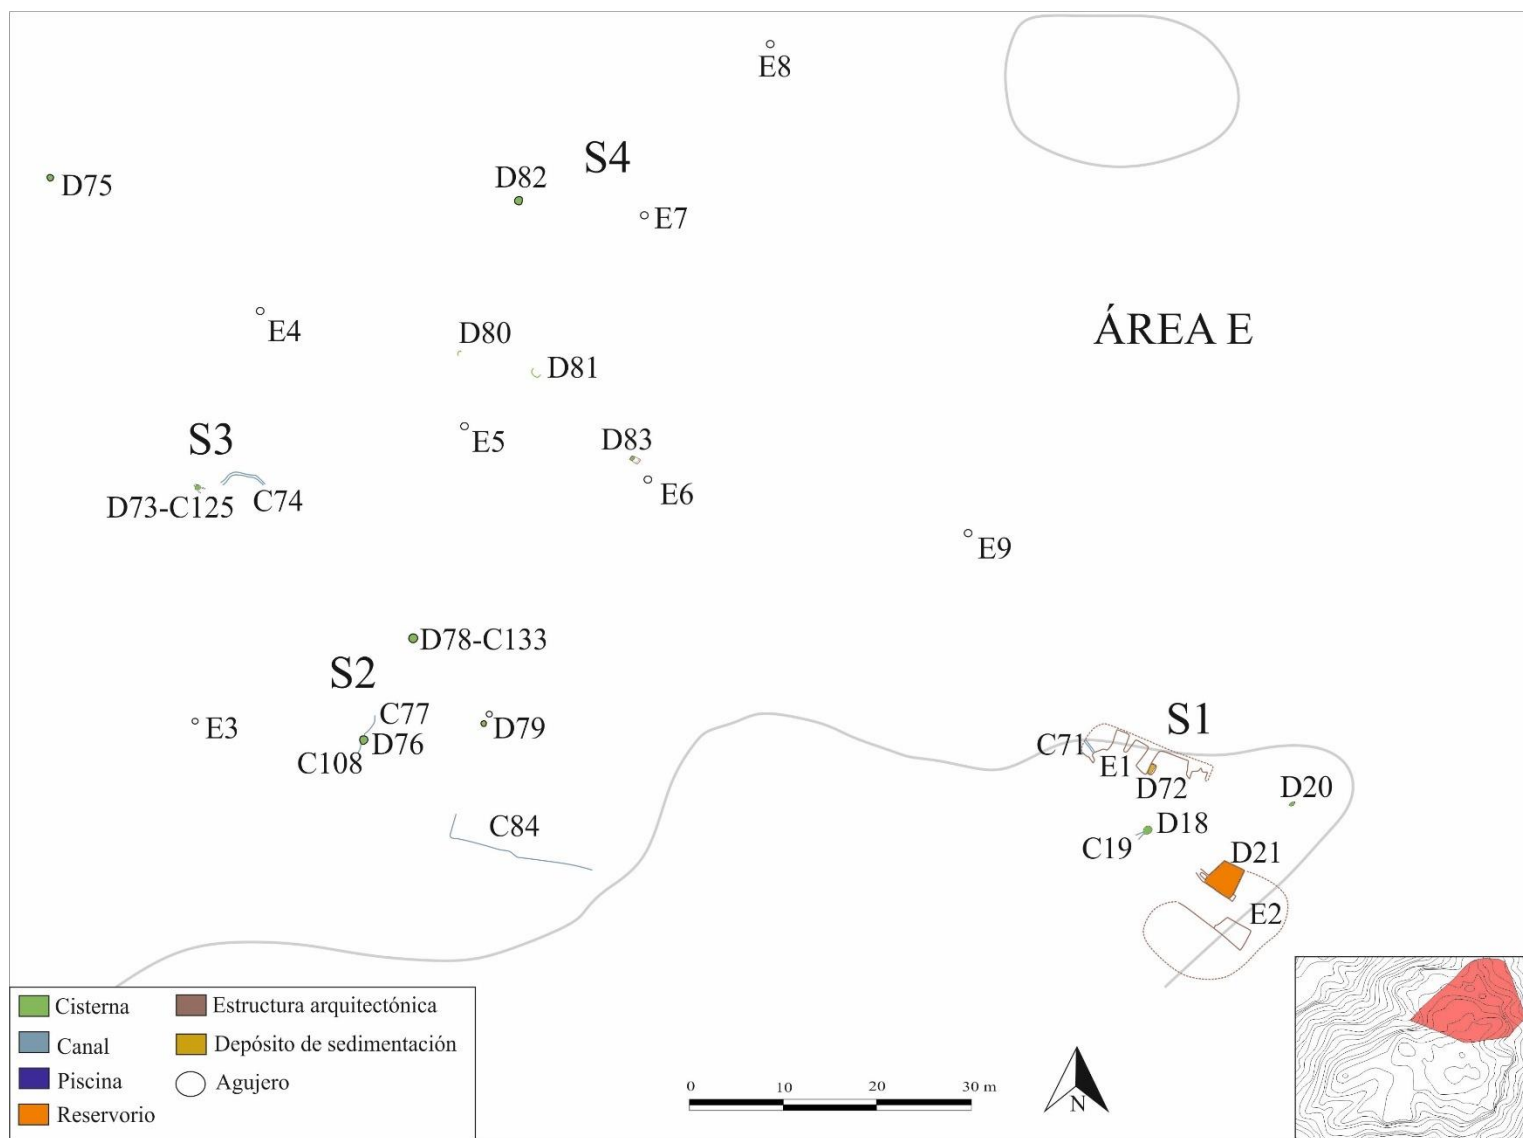 E8
S4
D75
D82
E7
E4
ÁREA E
D80
D81
S3
E5
D83
D73-C125
C74
E6
E9
D78-C133
S2
S1
C77
E3
D76
D79
C108
C71
E1
D72
D20
C84
D18
C19
D21
E2
Cisterna
Canal
Piscina
Reservorio
Estructura arquitectónica
Depósito de sedimentación
Agujero
0 10 20 30 m
N